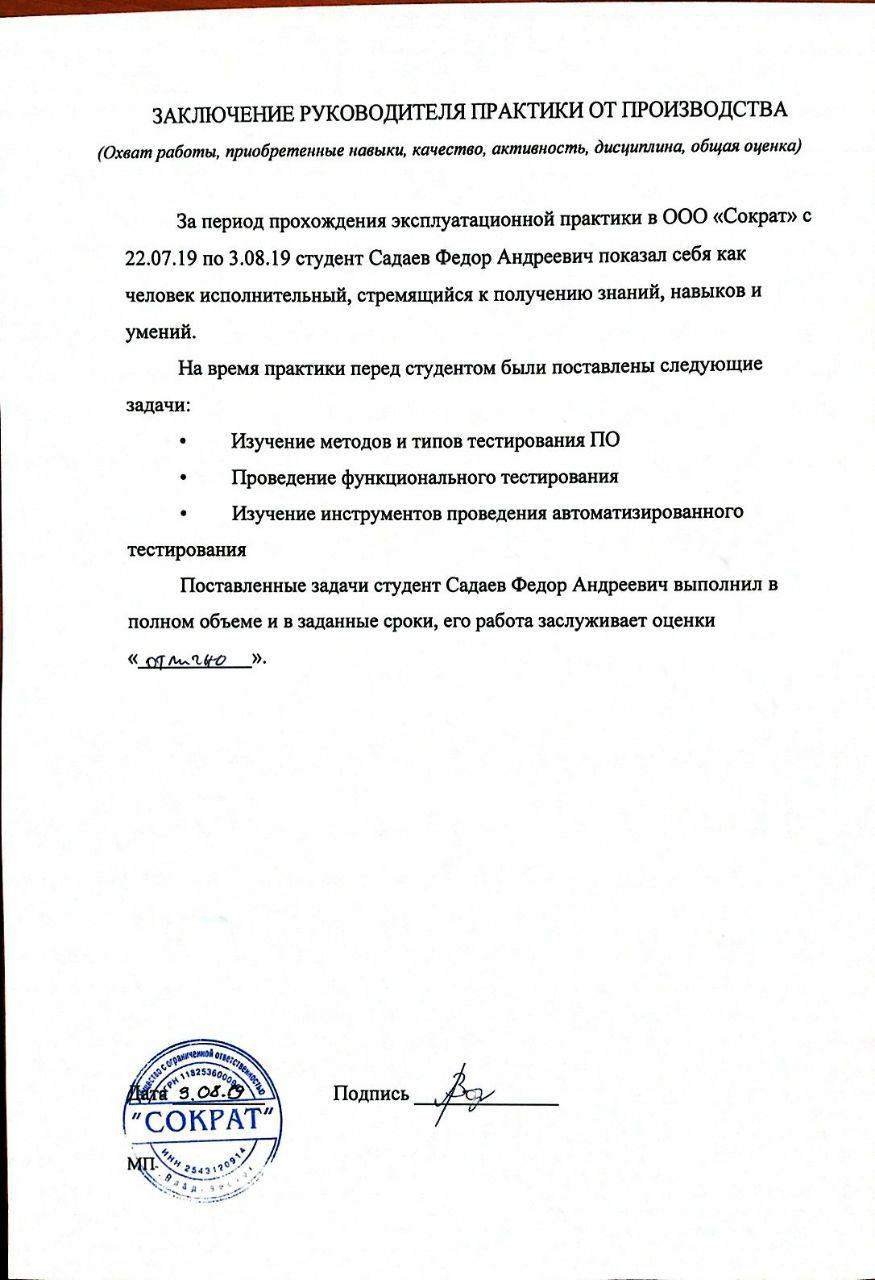 ЗАКЛЮЧЕНИЕ РУКОВОДИТЕЛЯ ПРАКТИКИ ОТ ПРОИЗВОДСТВА
(Охват работы, приобретенные навыки, качество, активность, дисциплина, общая оценка)
За период прохождения эксплуатационной практики в ООО «Сократ» с
22.07.19 по 3.08.19 студент Садаев Федор Андреевич показал себя как
человек исполнительный, стремящийся к получению знаний, навыков и
умений.
На время практики перед студентом были поставлены следующие
задачи:
• Изучение методов и типов тестирования ПО
• Проведение функционального тестирования
• Изучение инструментов проведения автоматизированного
тестирования
Поставленные задачи студент Садаев Федор Андреевич выполнил в
полном объеме и в заданные сроки, его работа заслуживает оценки
«отлично».
с ограниченной ответственностью
Дата 3.08.19 Подпись
"СОКРАТ"
ИНН 2543120914
МП